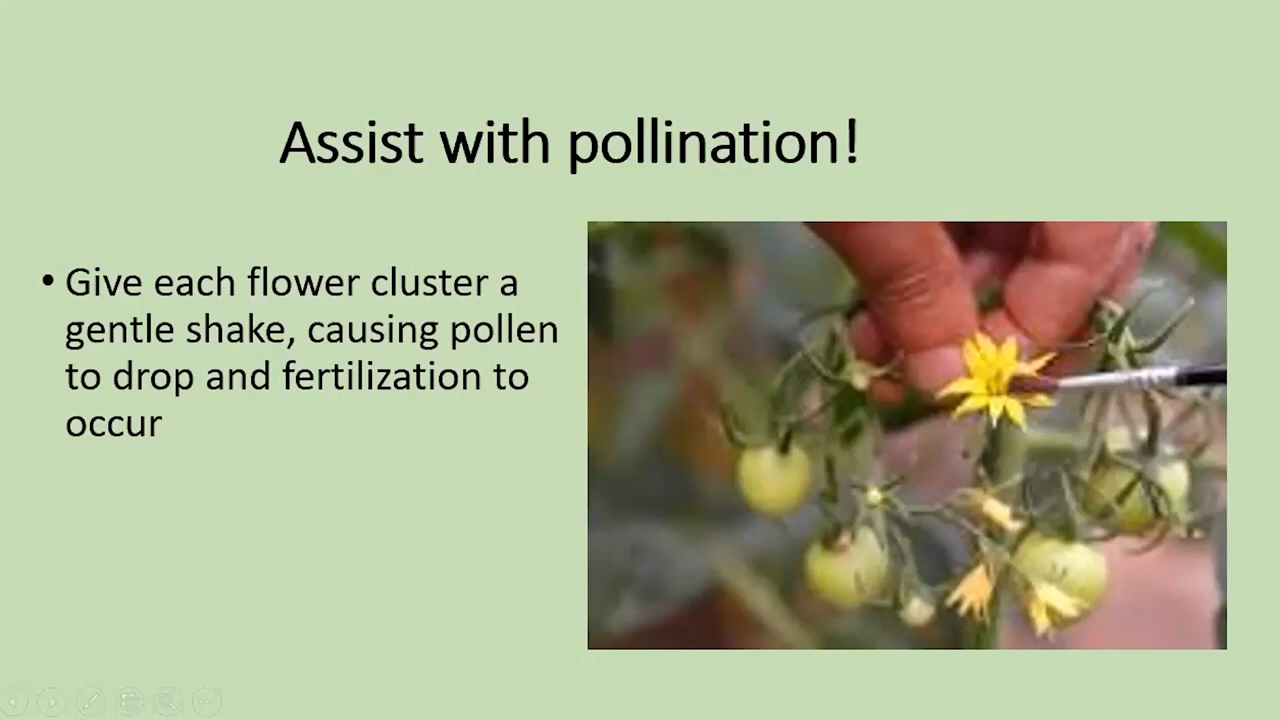 Assist with pollination!
• Give each flower cluster a
gentle shake, causing pollen
to drop and fertilization to
occur